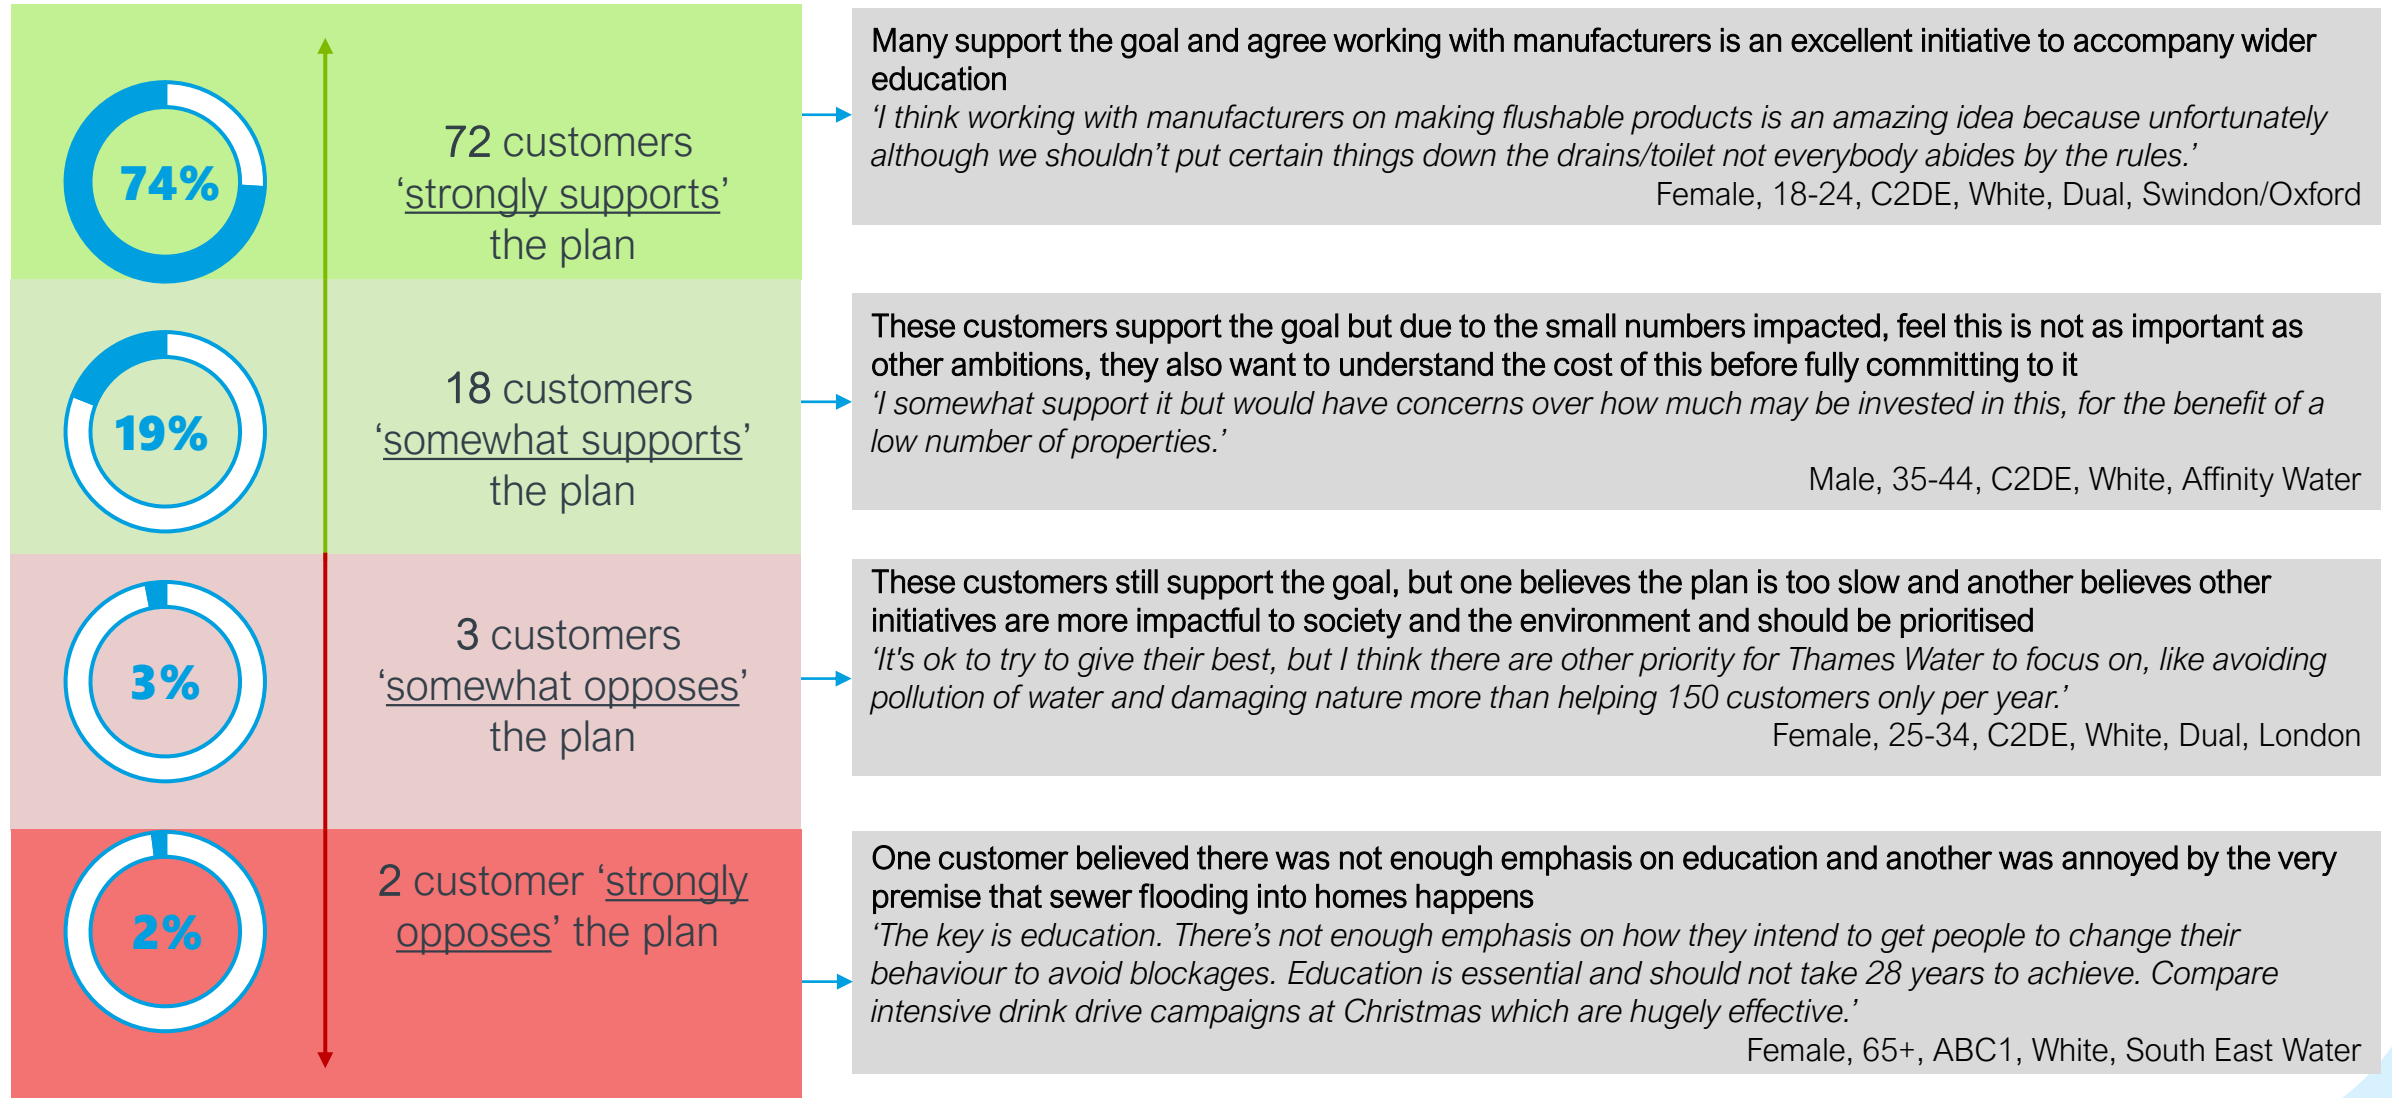 74%
72 customers
‘strongly supports’
the plan
Many support the goal and agree working with manufacturers is an excellent initiative to accompany wider
education
‘I think working with manufacturers on making flushable products is an amazing idea because unfortunately
although we shouldn’t put certain things down the drains/toilet not everybody abides by the rules.’
Female, 18-24, C2DE, White, Dual, Swindon/Oxford
19%
18 customers
‘somewhat supports’
the plan
These customers support the goal but due to the small numbers impacted, feel this is not as important as
other ambitions, they also want to understand the cost of this before fully committing to it
‘I somewhat support it but would have concerns over how much may be invested in this, for the benefit of a
low number of properties.’
Male, 35-44, C2DE, White, Affinity Water
3%
3 customers
‘somewhat opposes’
the plan
These customers still support the goal, but one believes the plan is too slow and another believes other
initiatives are more impactful to society and the environment and should be prioritised
‘It's ok to try to give their best, but I think there are other priority for Thames Water to focus on, like avoiding
pollution of water and damaging nature more than helping 150 customers only per year.’
Female, 25-34, C2DE, White, Dual, London
2%
2 customer ‘strongly
opposes’ the plan
One customer believed there was not enough emphasis on education and another was annoyed by the very
premise that sewer flooding into homes happens
‘The key is education. There’s not enough emphasis on how they intend to get people to change their
behaviour to avoid blockages. Education is essential and should not take 28 years to achieve. Compare
intensive drink drive campaigns at Christmas which are hugely effective.’
Female, 65+, ABC1, White, South East Water